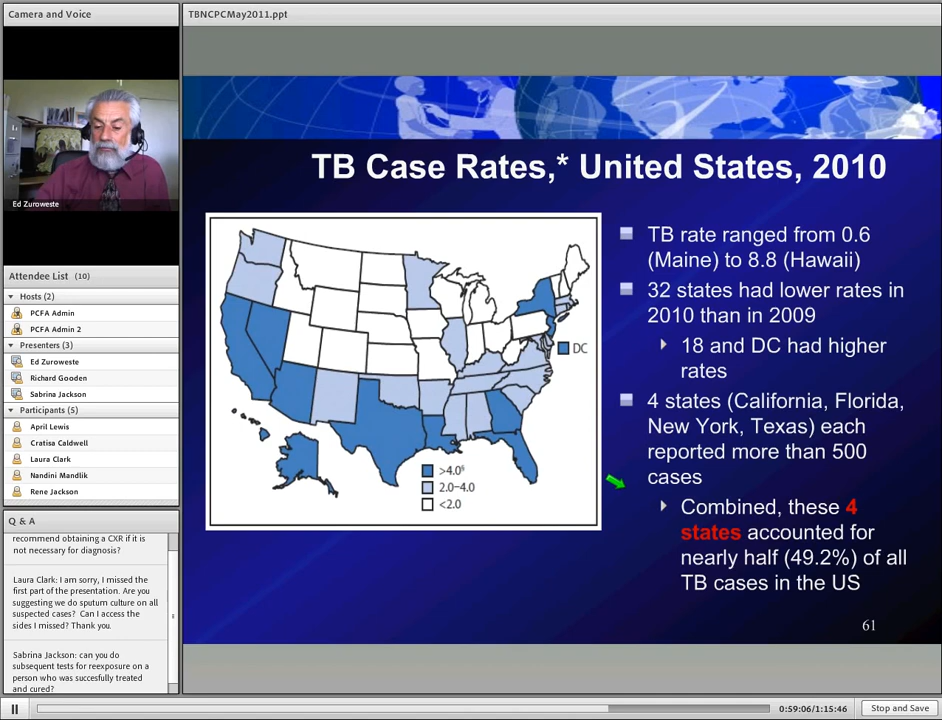 Camera and Voice
TBNCPCMay2011.ppt
Ed Zuroweste
Attendee List (10)
Hosts (2)
PCFA Admin
PCFA Admin 2
Presenters (3)
Ed Zuroweste
Richard Gooden
Sabrina Jackson
Participants (5)
April Lewis
Cratisa Caldwell
Laura Clark
Nandini Mandlik
Rene Jackson
Q & A
recommend obtaining a CXR if it is
not necessary for diagnosis?
Laura Clark: I am sorry, I missed the
first part of the presentation. Are you
suggesting we do sputum culture on all
suspected cases? Can I access the
sides I missed? Thank you.
Sabrina Jackson: can you do
subsequent tests for reexposure on a
person who was succesfully treated
and cured?
TB Case Rates,* United States, 2010
DC
>4.0§
2.0–4.0
<2.0
TB rate ranged from 0.6
(Maine) to 8.8 (Hawaii)
32 states had lower rates in
2010 than in 2009
18 and DC had higher
rates
4 states (California, Florida,
New York, Texas) each
reported more than 500
cases
Combined, these 4
states accounted for
nearly half (49.2%) of all
TB cases in the US
61
0:59:06/1:15:46
Stop and Save